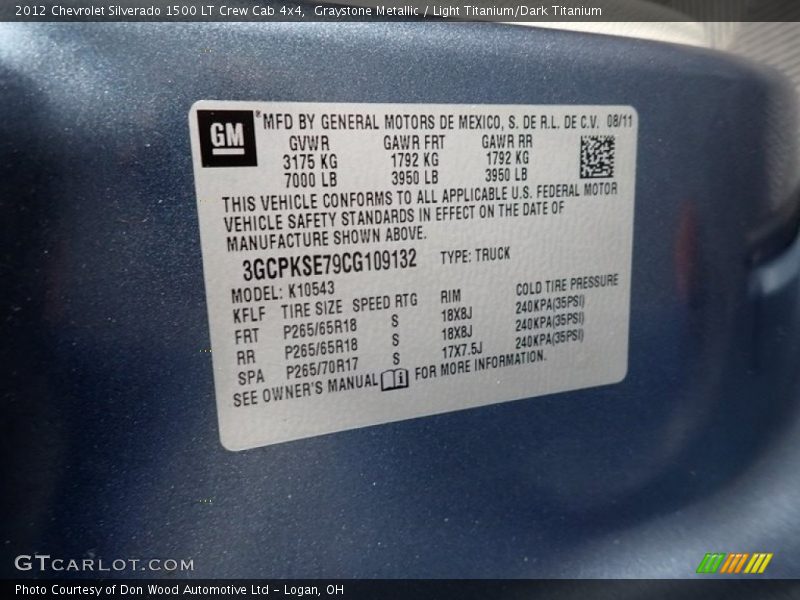 2012 Chevrolet Silverado 1500 LT Crew Cab 4x4,  Graystone Metallic / Light Titanium/Dark Titanium
GM
MFD BY GENERAL MOTORS DE MEXICO, S. DE R.L. DE C.V.  08/11
GVWR GAWR FRT GAWR RR
3175 KG 1792 KG 1792 KG
7000 LB 3950 LB 3950 LB
THIS VEHICLE CONFORMS TO ALL APPLICABLE U.S. FEDERAL MOTOR
VEHICLE SAFETY STANDARDS IN EFFECT ON THE DATE OF
MANUFACTURE SHOWN ABOVE.
3GCPKSE79CG109132 TYPE: TRUCK
MODEL: K10543
KFLF TIRE SIZE SPEED RTG RIM COLD TIRE PRESSURE
FRT P265/65R18 S 18X8J 240KPA(35PSI)
RR P265/65R18 S 18X8J 240KPA(35PSI)
SPA P265/70R17 S 17X7.5J 240KPA(35PSI)
SEE OWNER'S MANUAL FOR MORE INFORMATION.
GTCARLOT.COM
Photo Courtesy of Don Wood Automotive Ltd - Logan, OH